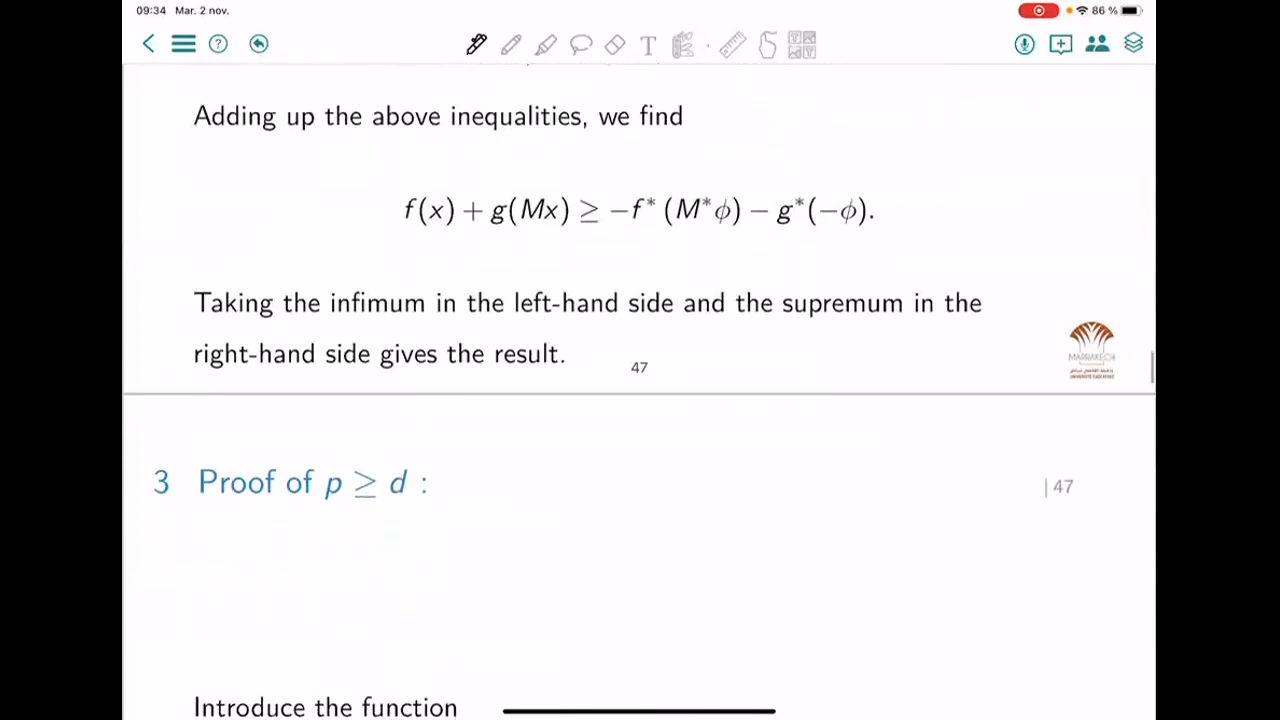 09:34 Mar. 2 nov.
86 %
Adding up the above inequalities, we find
f(x) + g(Mx) ≥ −f* (M*ϕ) − g*(−ϕ).
Taking the infimum in the left-hand side and the supremum in the
right-hand side gives the result.
47
MARRAKECH
3 Proof of p ≥ d :
| 47
Introduce the function